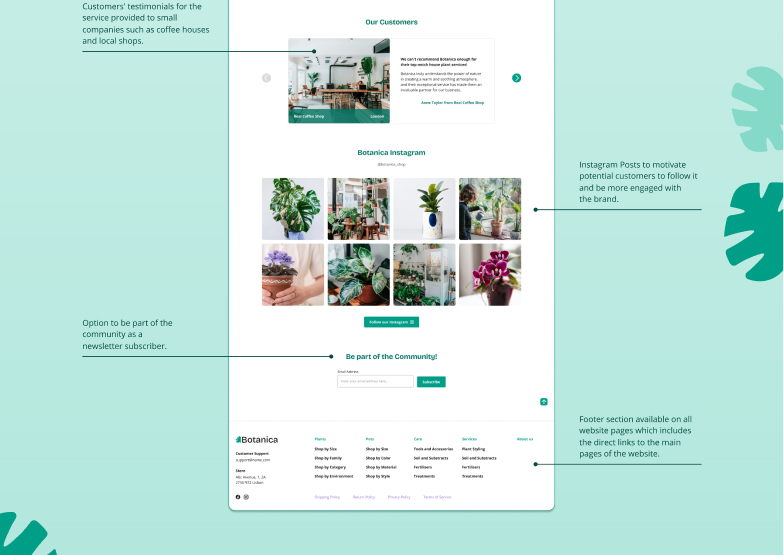 Customers' testimonials for the
service provided to small
companies such as coffee houses
and local shops.
Our Customers
We can't recommend Botanica enough for
their top-notch house plant services!
Botanica truly understands the power of nature
in creating a warm and soothing atmosphere,
and their exceptional service has made them an
invaluable partner for our business.
Anna Taylor from Real Coffee Shop
Real Coffee Shop
London
Botanica Instagram
@botanica_shop
Instagram Posts to motivate
potential customers to follow it
and be more engaged with
the brand.
Follow our Instagram
Option to be part of the
community as a
newsletter subscriber.
Be part of the Community!
Email Address
Enter your email address here...
Subscribe
Footer section available on all
website pages which includes
the direct links to the main
pages of the website.
Botanica
Customer Support
Store
ABC Avenue, 1, 2A
Plants
Shop by Size
Shop by Family
Shop by Category
Shop by Environment
Pots
Shop by Size
Shop by Color
Shop by Material
Shop by Style
Care
Tools and Accessories
Soil and Substracts
Fertilisers
Treatments
Services
Plant Styling
Soil and Substracts
Fertilisers
Treatments
About us
Shipping Policy
Return Policy
Privacy Policy
Terms of Service